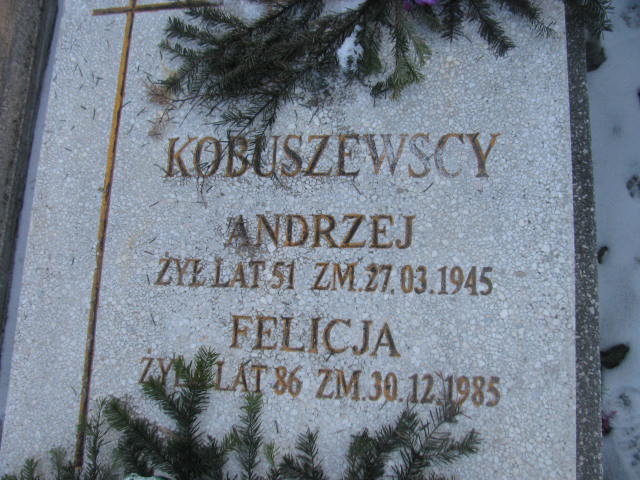 KOBUSZEWSCY
ANDRZEJ
ŻYŁ LAT 51 ZM.27.03.1945
FELICJA
ŻYŁA LAT 86 ZM.30.12.1985